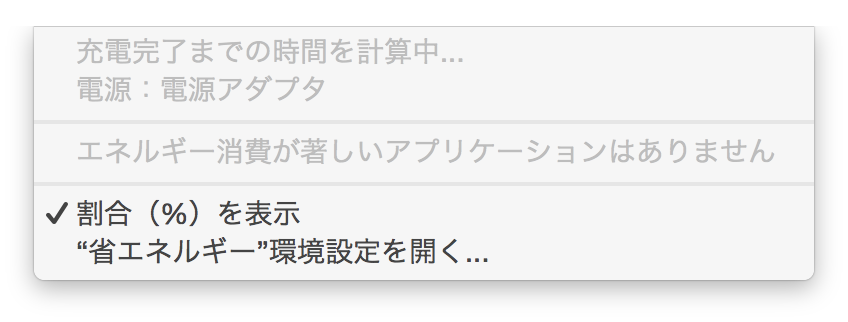 充電完了までの時間を計算中...
電源：電源アダプタ
エネルギー消費が著しいアプリケーションはありません
✓ 割合（%）を表示
“省エネルギー”環境設定を開く...